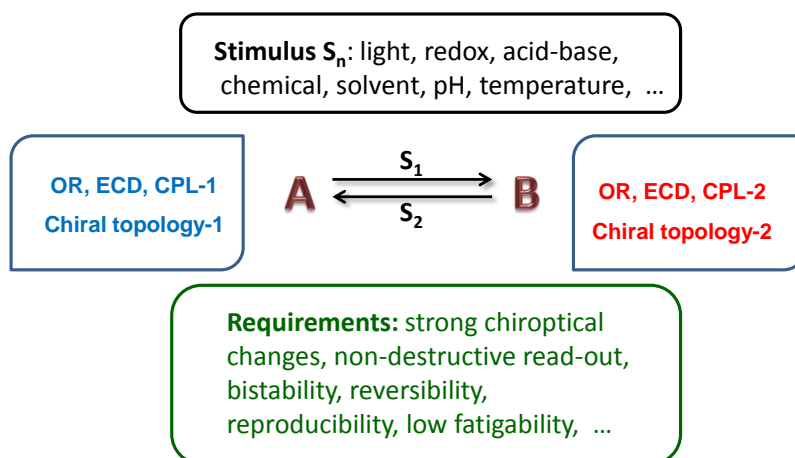 Stimulus Sn: light, redox, acid-base,
chemical, solvent, pH, temperature, ...
OR, ECD, CPL-1
Chiral topology-1
A
S1
S2
B
OR, ECD, CPL-2
Chiral topology-2
Requirements: strong chiroptical
changes, non-destructive read-out,
bistability, reversibility,
reproducibility, low fatigability, ...